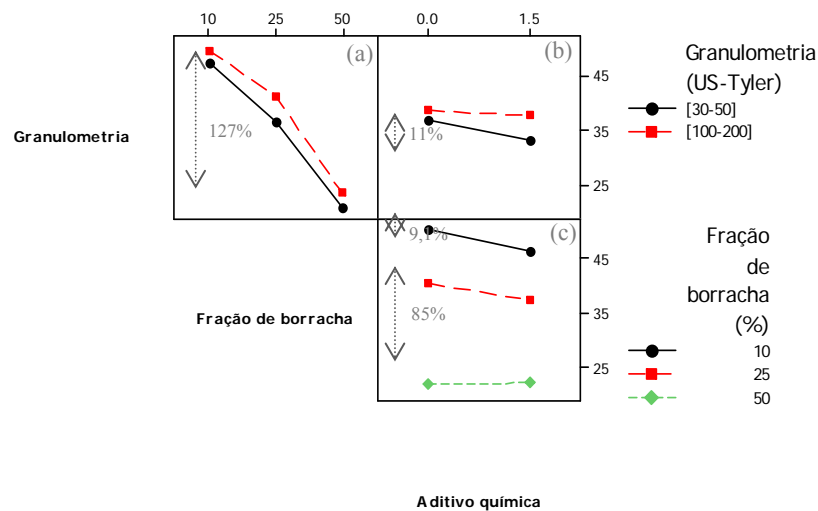 10 25 50 0.0 1.5
(a)
(b)
Granulometria
(US-Tyler)
[30-50]
[100-200]
45
35
25
127%
11%
Granulometria
(c)
9,1%
85%
45
35
25
Fração de borracha
Fração
de
borracha
(%)
10
25
50
Aditivo química